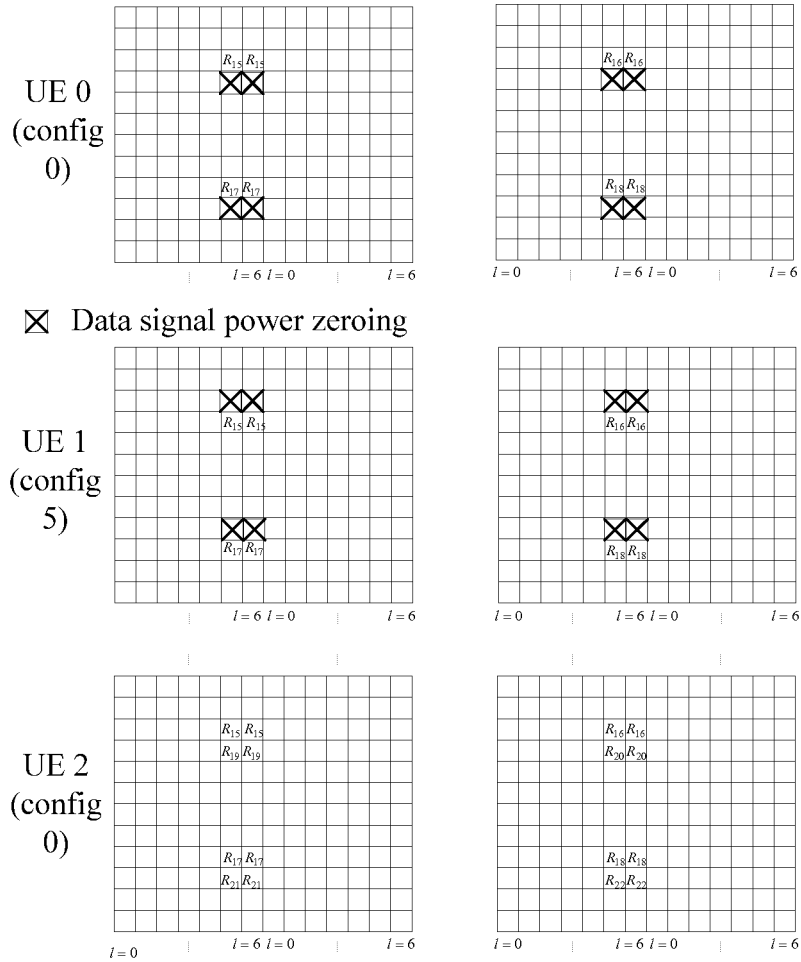 R15 R15
R16 R16
UE 0
(config
0)
R17 R17
R18 R18
l = 6 l = 0
l = 6
l = 0
l = 6 l = 0
l = 6
Data signal power zeroing
UE 1
(config
5)
R15 R15
R16 R16
R17 R17
R18 R18
l = 6 l = 0
l = 6
l = 0
l = 6 l = 0
l = 6
UE 2
(config
0)
R15 R15
R19 R19
R16 R16
R20 R20
R17 R17
R21 R21
R18 R18
R22 R22
l = 0
l = 6 l = 0
l = 6
l = 0
l = 6 l = 0
l = 6